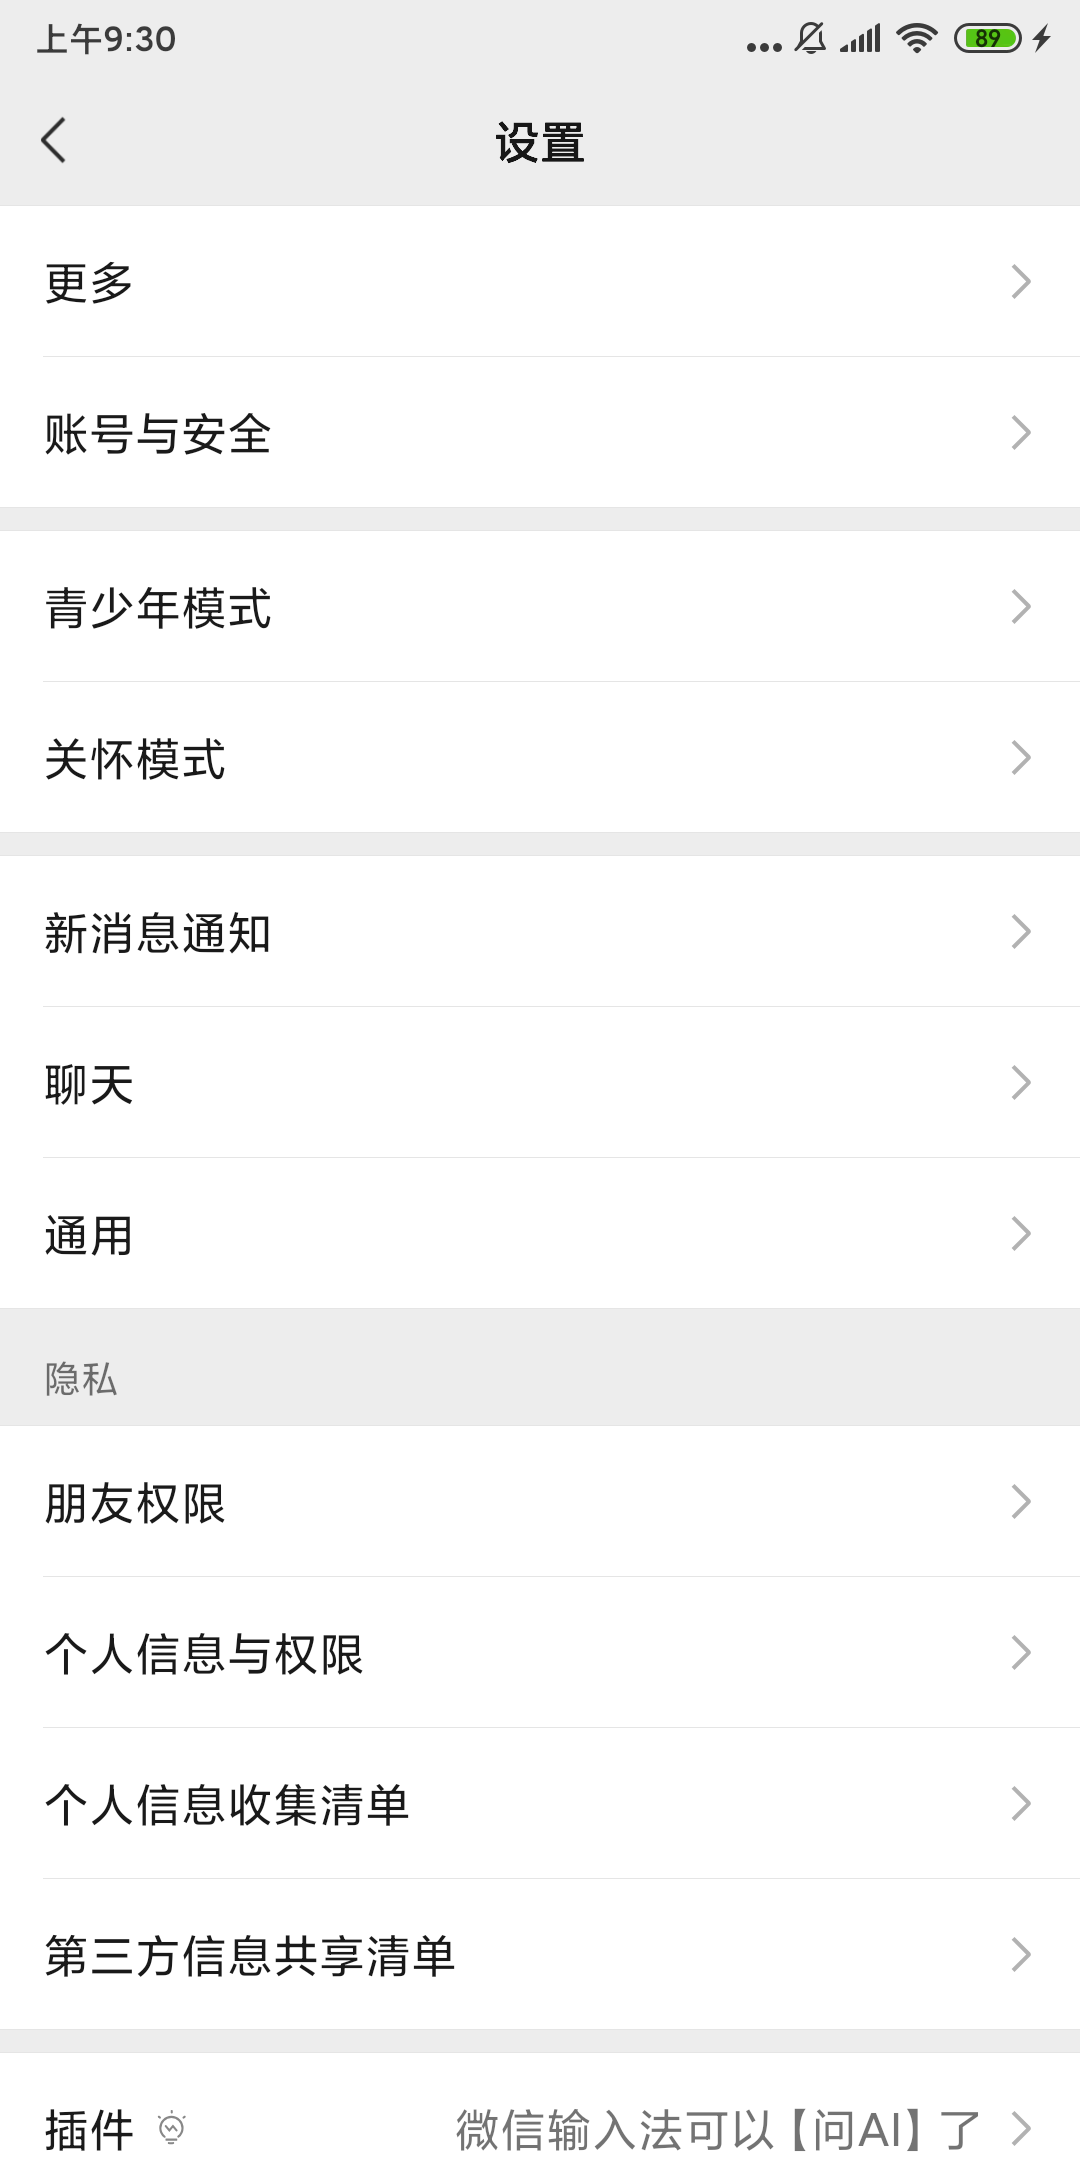 上午9:30
89
设置
更多
账号与安全
青少年模式
关怀模式
新消息通知
聊天
通用
隐私
朋友权限
个人信息与权限
个人信息收集清单
第三方信息共享清单
插件 微信输入法可以【问AI】了